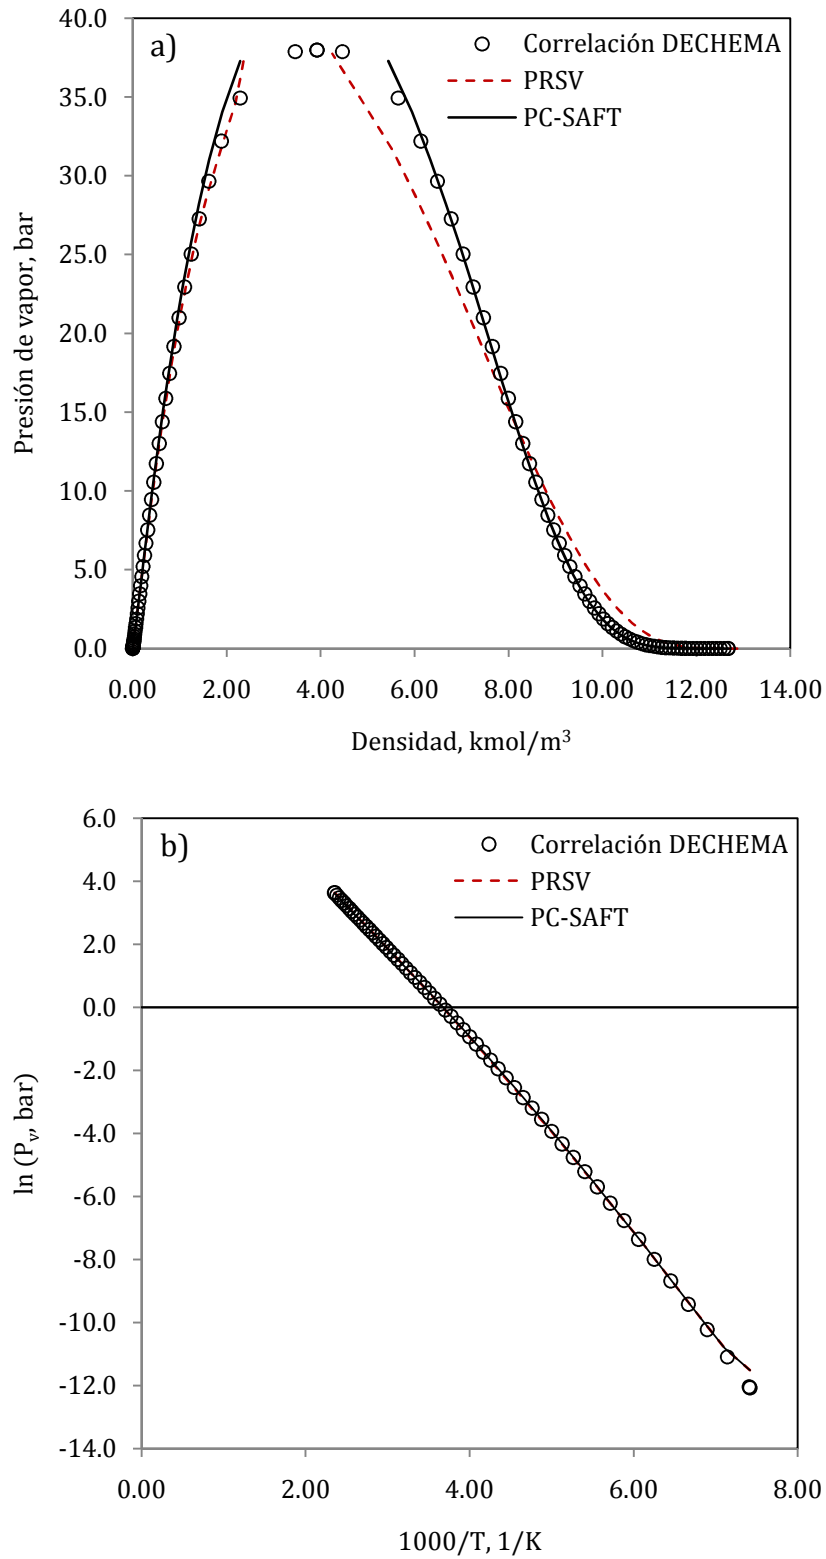 a)
Correlación DECHEMA
PRSV
PC-SAFT
40.0
35.0
30.0
25.0
20.0
15.0
10.0
5.0
0.0
Presión de vapor, bar
0.00 2.00 4.00 6.00 8.00 10.00 12.00 14.00
Densidad, kmol/m³
b)
Correlación DECHEMA
PRSV
PC-SAFT
6.0
4.0
2.0
0.0
-2.0
-4.0
-6.0
-8.0
-10.0
-12.0
-14.0
ln (Pv, bar)
0.00 2.00 4.00 6.00 8.00
1000/T, 1/K